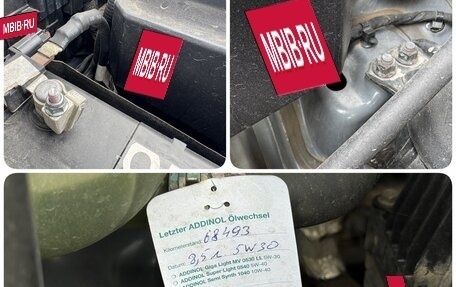 MBIB.RU
MBIB.RU
MBIB.RU
Letzter ADDINOL Ölwechsel
Kilometerstand: 68493
Datum: 3,5 l. 5W30
ADDINOL Giga Light MV 0530 LL 5W-30
ADDINOL Super Light 0540 5W-40
ADDINOL Semi Synth 1040 10W-40